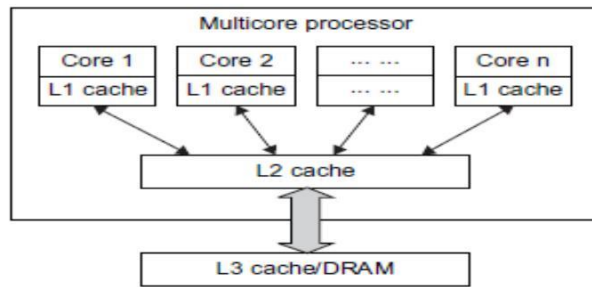 Multicore processor
Core 1
Core 2
... ...
Core n
L1 cache
L1 cache
... ...
L1 cache
L2 cache
L3 cache/DRAM